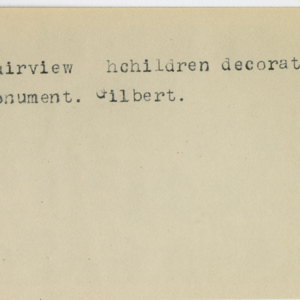 airview hchildren decorat
onument. Gilbert.